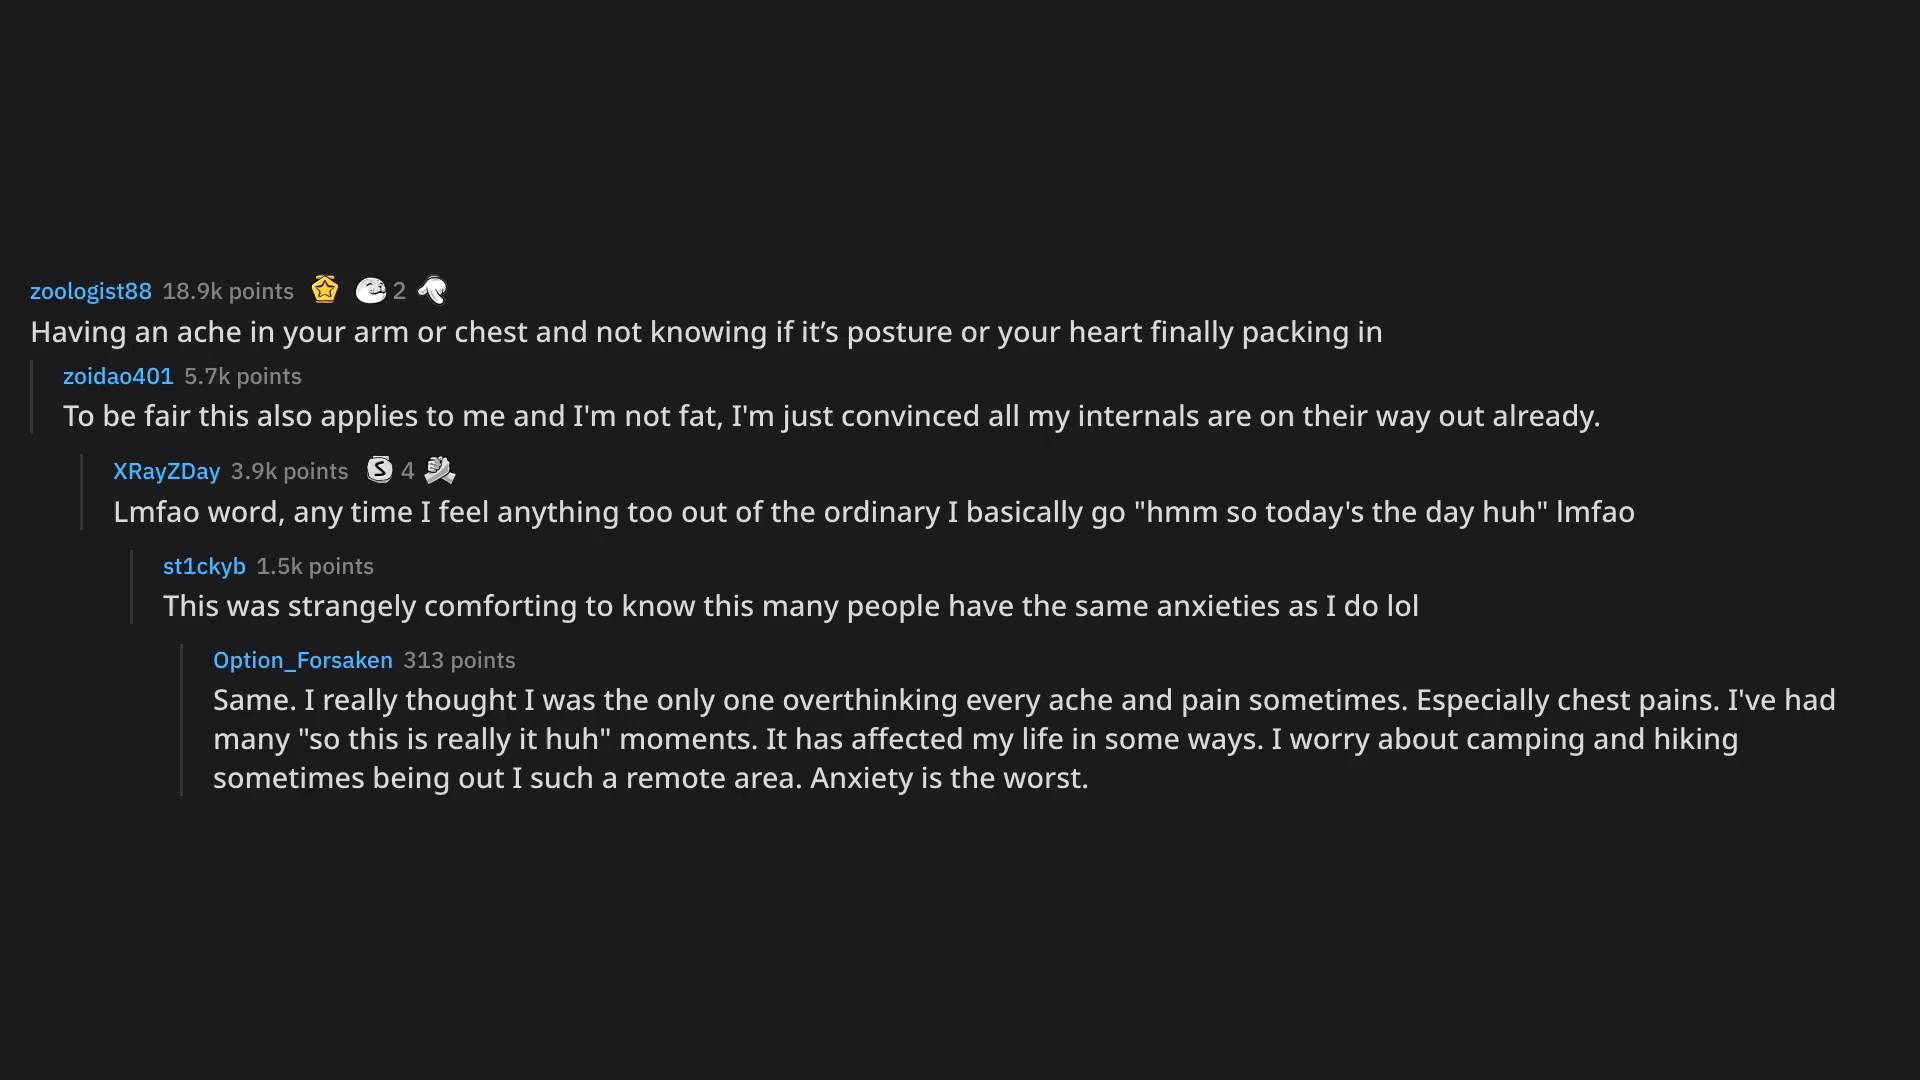 zoologist88 18.9k points 2
Having an ache in your arm or chest and not knowing if it’s posture or your heart finally packing in
zoidao401 5.7k points
To be fair this also applies to me and I'm not fat, I'm just convinced all my internals are on their way out already.
XRayZDay 3.9k points S 4
Lmfao word, any time I feel anything too out of the ordinary I basically go "hmm so today's the day huh" lmfao
st1ckyb 1.5k points
This was strangely comforting to know this many people have the same anxieties as I do lol
Option_Forsaken 313 points
Same. I really thought I was the only one overthinking every ache and pain sometimes. Especially chest pains. I've had
many "so this is really it huh" moments. It has affected my life in some ways. I worry about camping and hiking
sometimes being out I such a remote area. Anxiety is the worst.